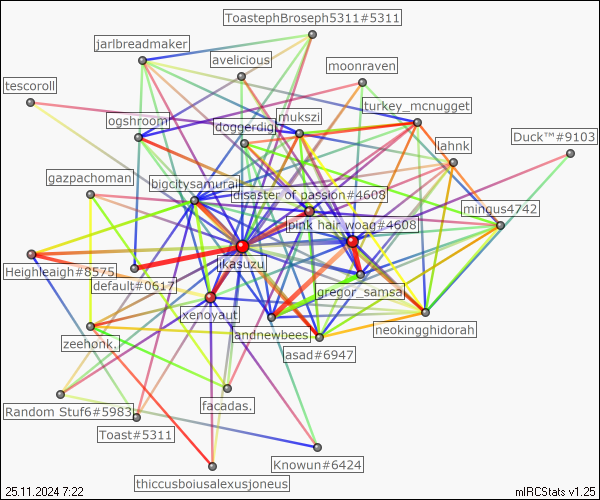 ToastephBroseph5311#5311
jarlbreadmaker
avelicious
moonraven
tescoroll
turkey_mcnugget
ogshroom
mukszi
doggerdig
Duck™#9103
lahnk
gazpachoman
bigcitysamurai
disaster of passion#4608
mingus4742
pink hair woag#4608
jkasuzu
Heighleaigh#8575
default#0617
gregor_samsa
xenoyaut
andnewbees
neokingghidorah
zeehonk.
asad#6947
Random Stuf6#5983
facadas.
Toast#5311
Knowun#6424
thiccusboiusalexusjoneus
25.11.2024 7:22
mIRCStats v1.25